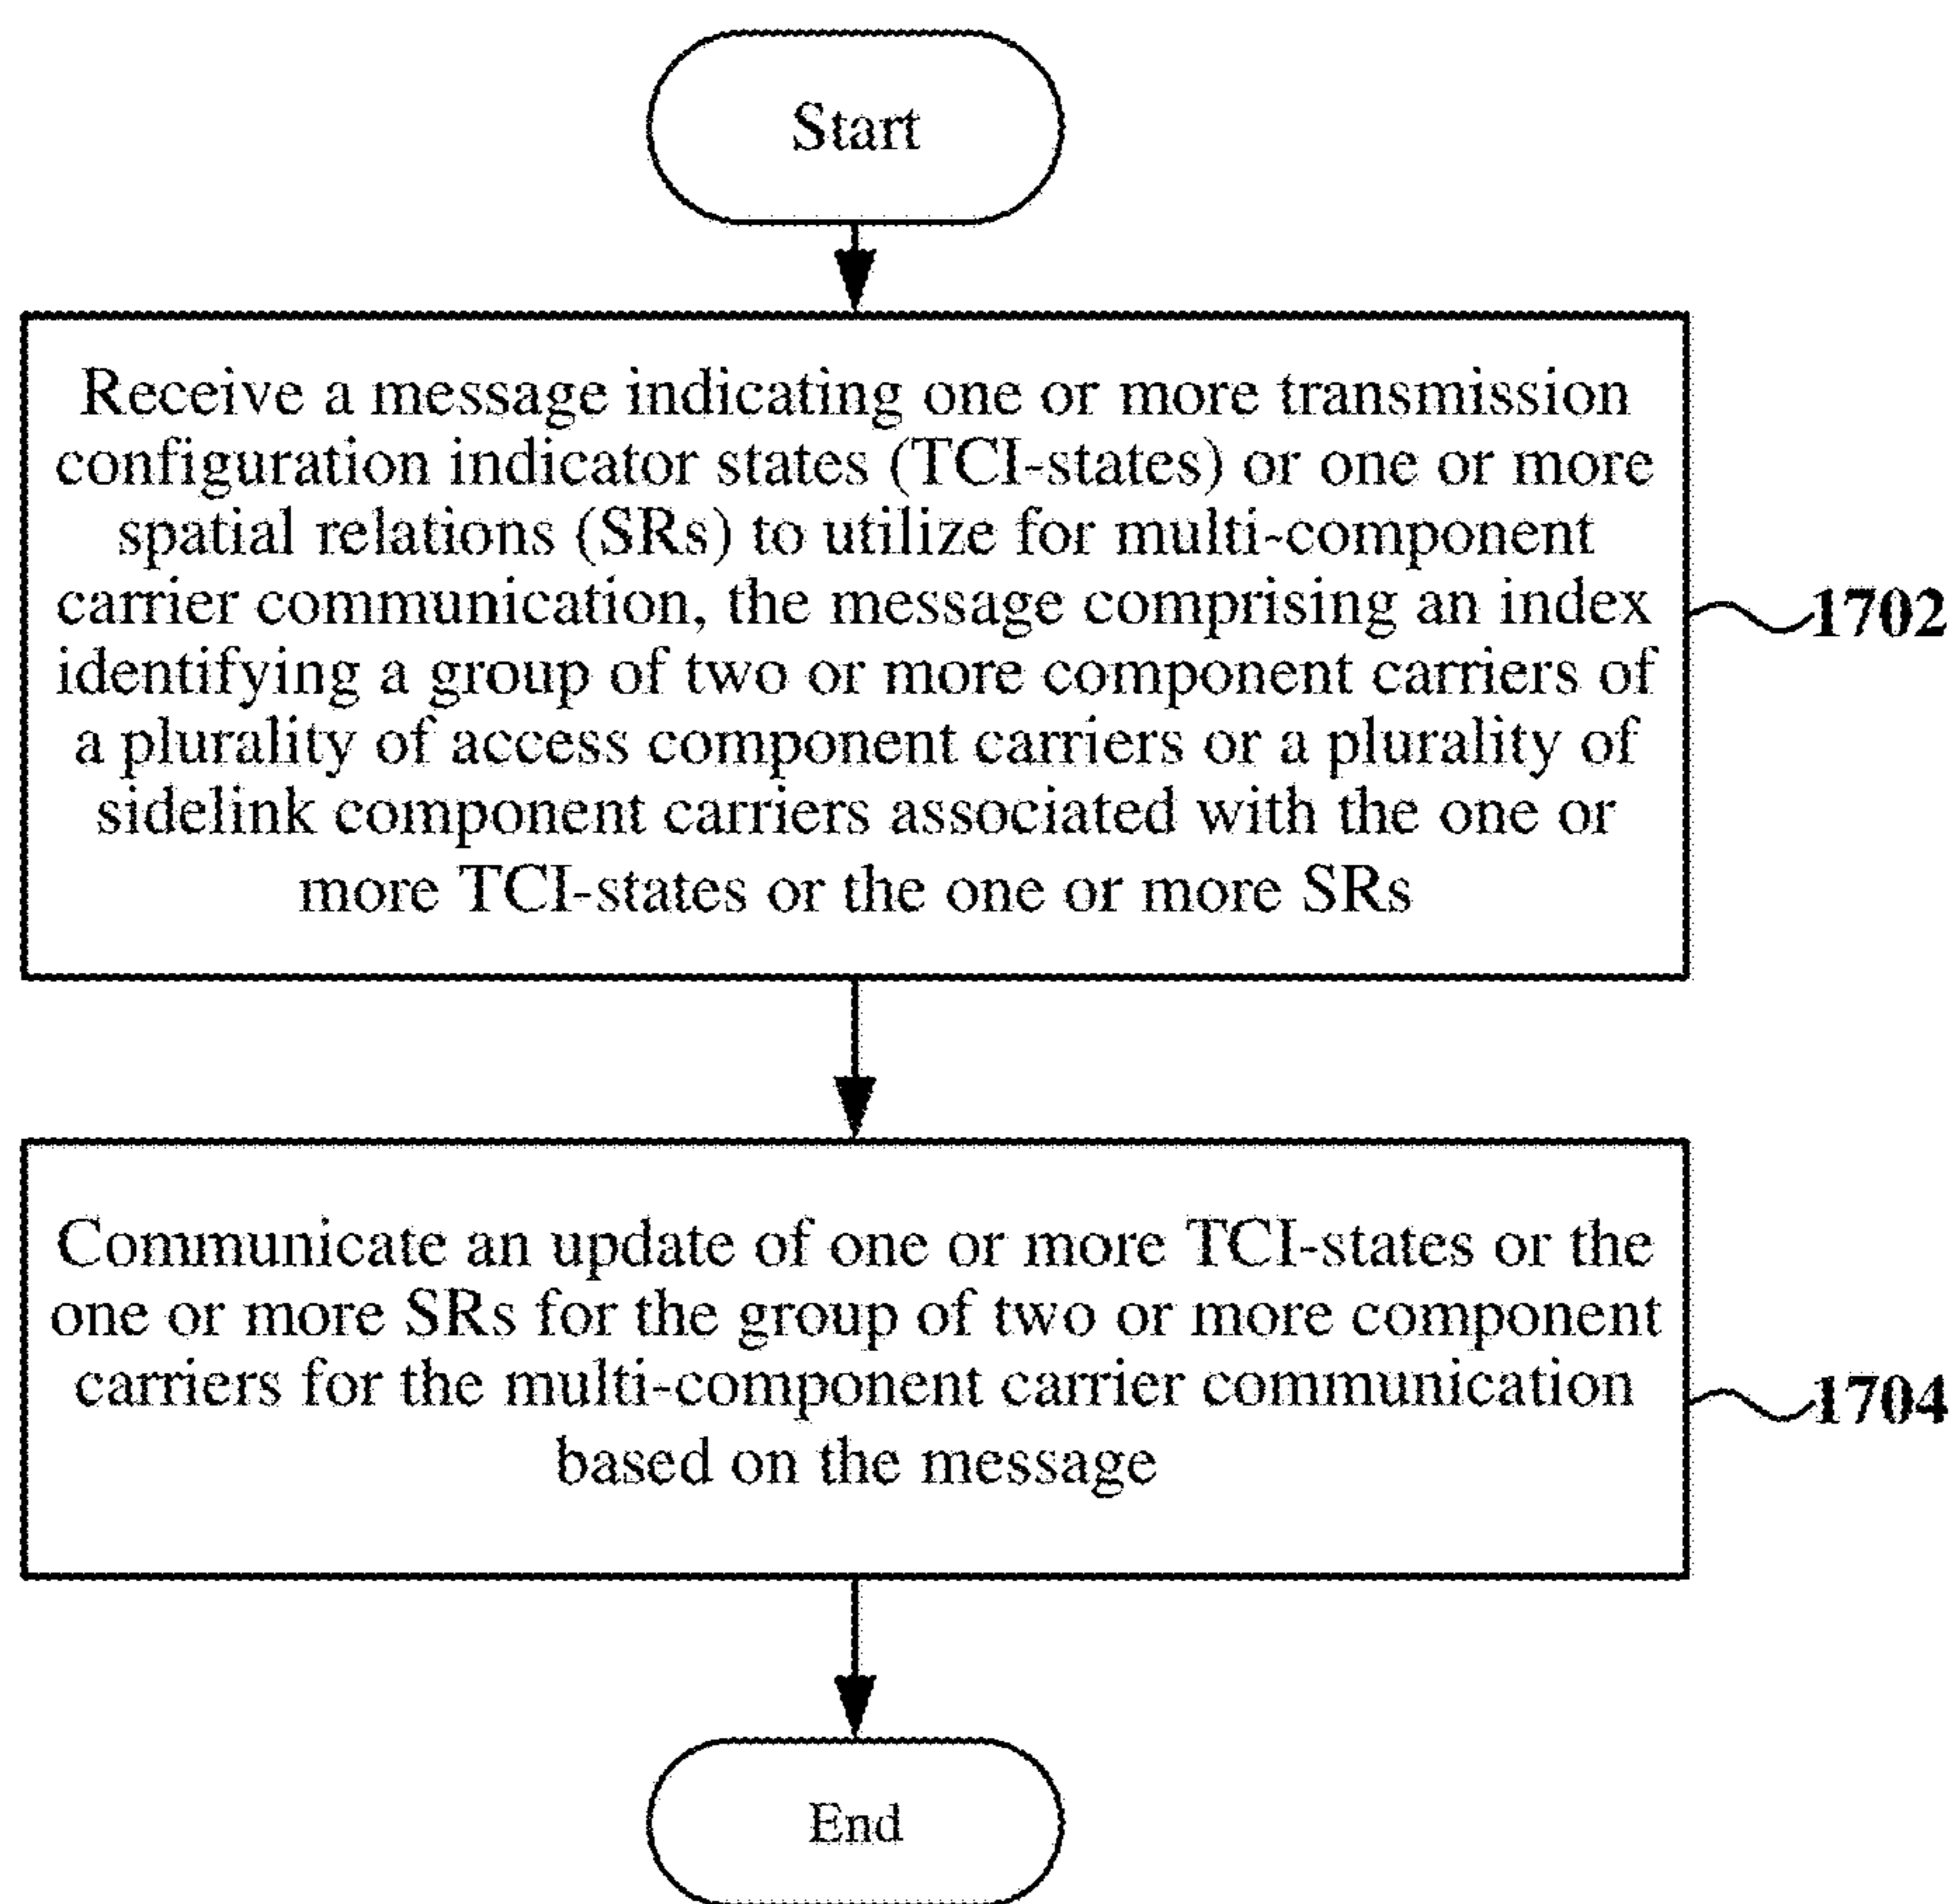 Start
Receive a message indicating one or more transmission
configuration indicator states (TCI-states) or one or more
spatial relations (SRs) to utilize for multi-component
carrier communication, the message comprising an index
identifying a group of two or more component carriers of
a plurality of access component carriers or a plurality of
sidelink component carriers associated with the one or
more TCI-states or the one or more SRs
1702
Communicate an update of one or more TCI-states or the
one or more SRs for the group of two or more component
carriers for the multi-component carrier communication
based on the message
1704
End